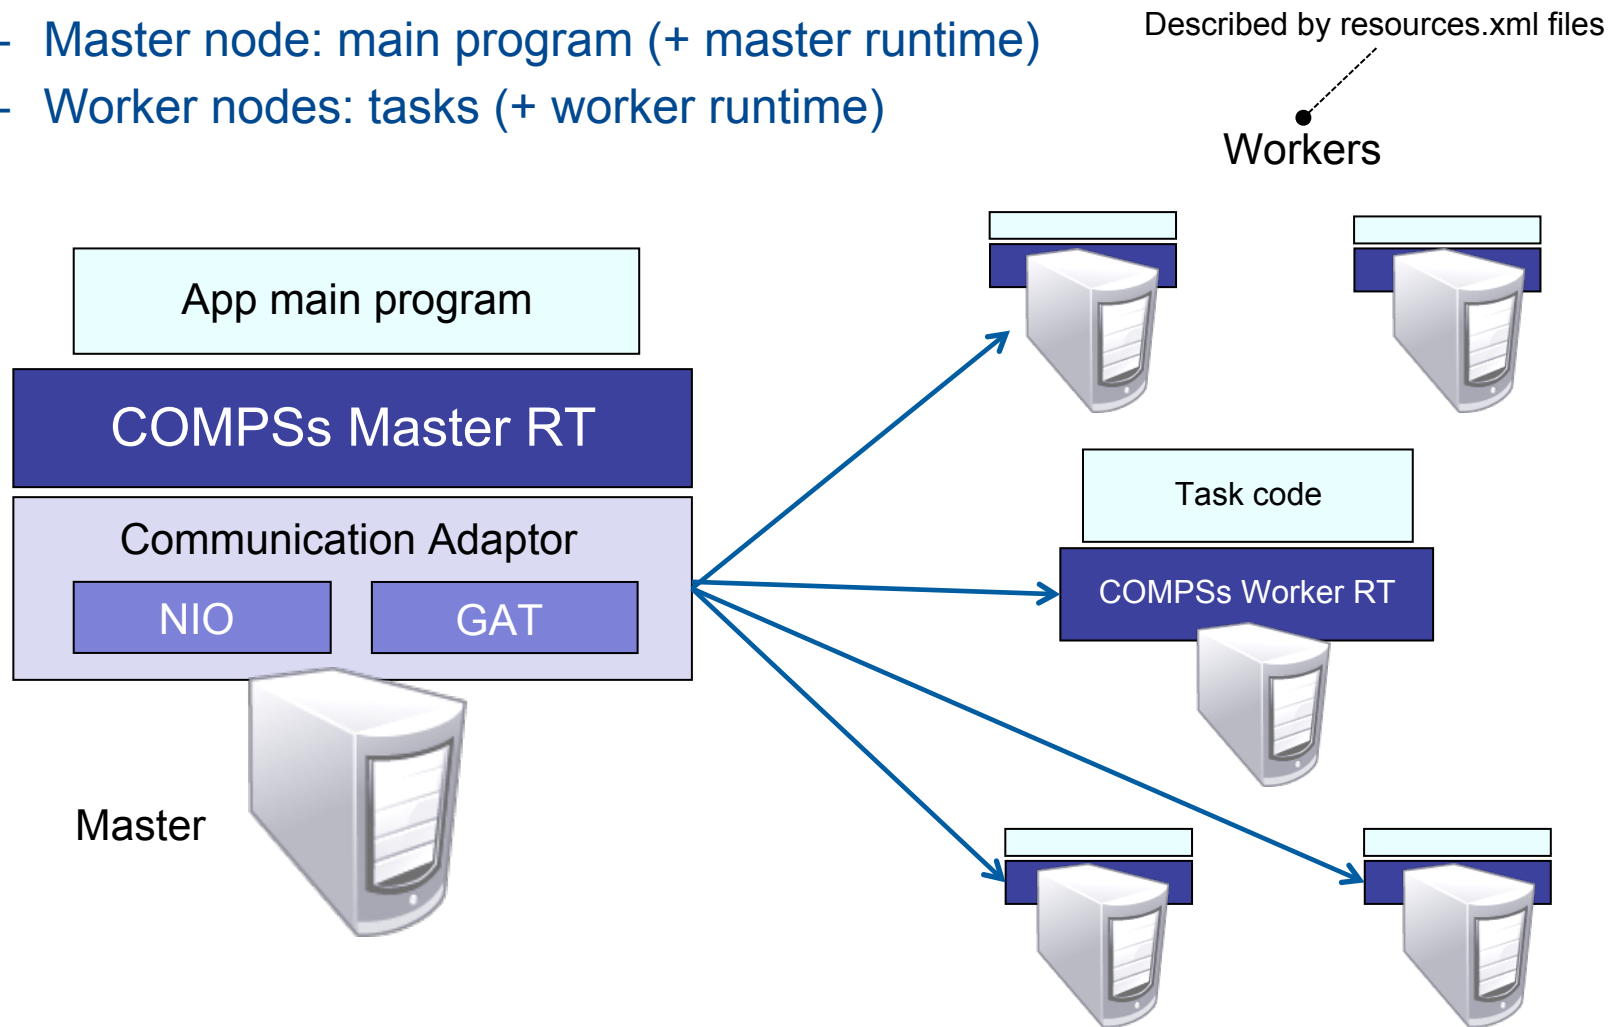 - Master node: main program (+ master runtime)
- Worker nodes: tasks (+ worker runtime)
Described by resources.xml files
Workers
App main program
COMPSs Master RT
Communication Adaptor
NIO
GAT
Master
Task code
COMPSs Worker RT